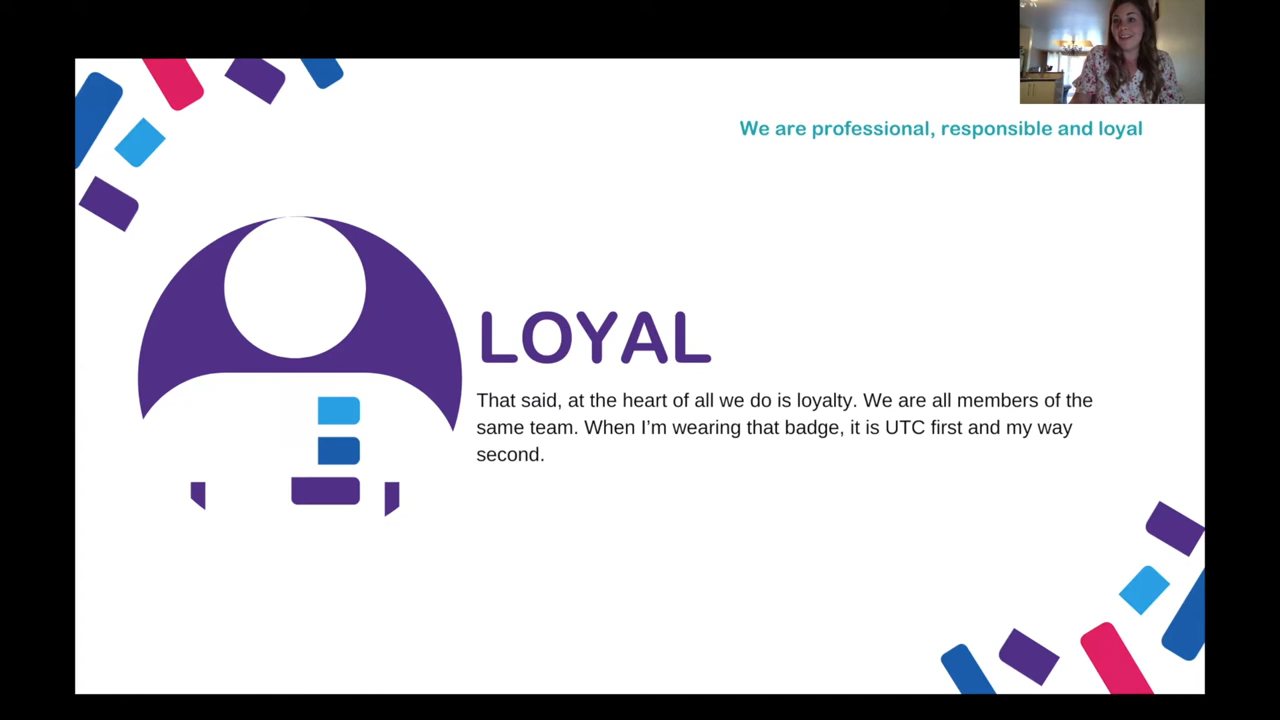 We are professional, responsible and loyal
LOYAL
That said, at the heart of all we do is loyalty. We are all members of the
same team. When I’m wearing that badge, it is UTC first and my way
second.